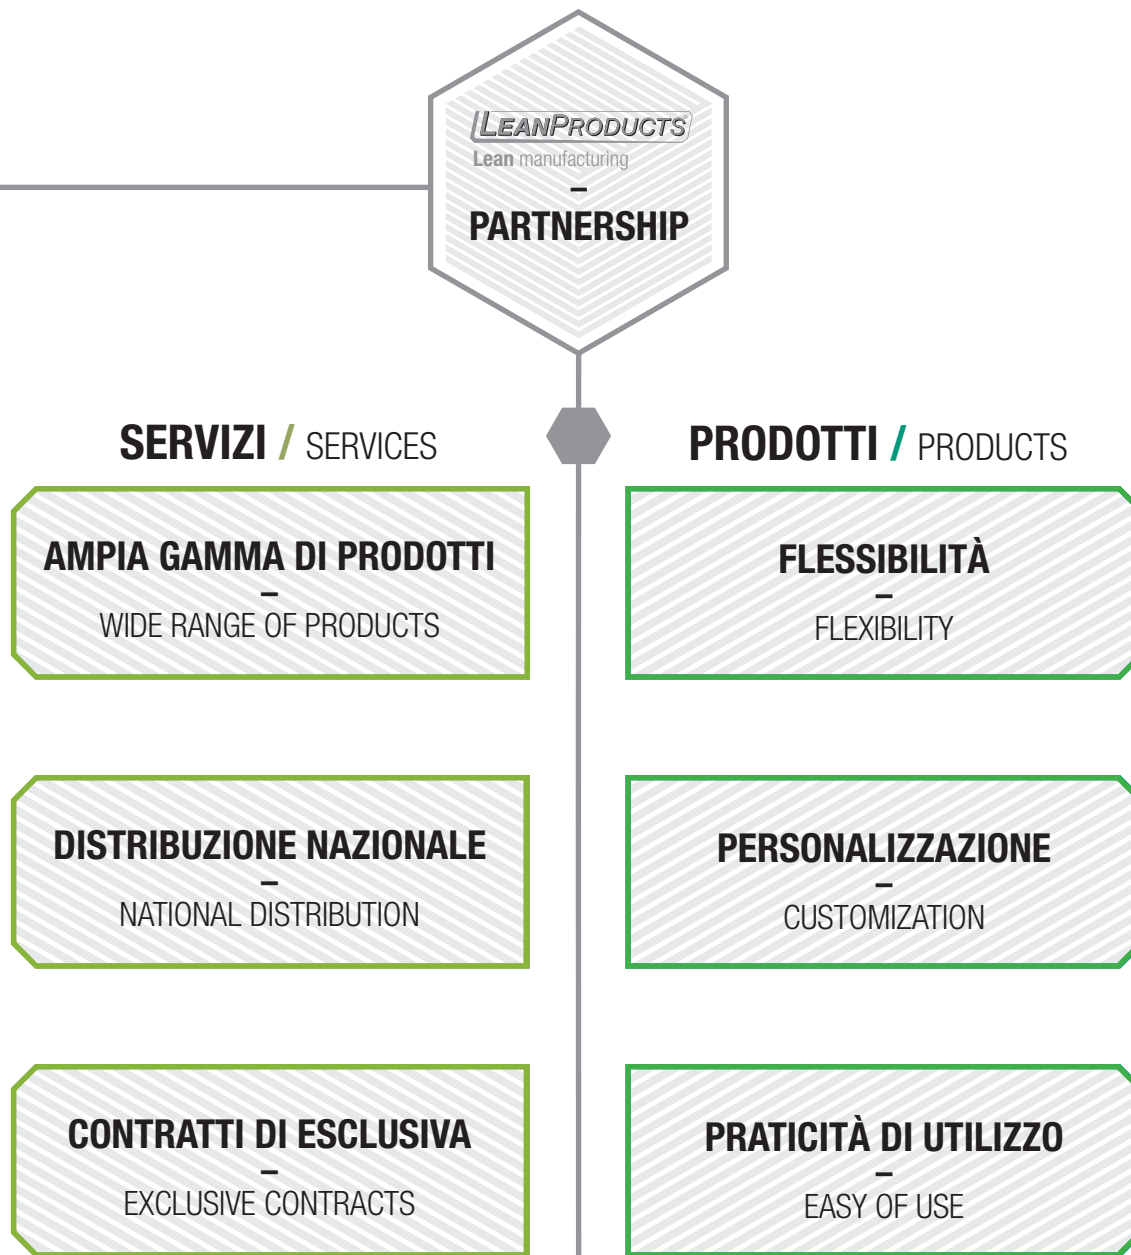 LEANPRODUCTS
Lean manufacturing
–
PARTNERSHIP
SERVIZI / SERVICES
AMPIA GAMMA DI PRODOTTI
–
WIDE RANGE OF PRODUCTS
DISTRIBUZIONE NAZIONALE
–
NATIONAL DISTRIBUTION
CONTRATTI DI ESCLUSIVA
–
EXCLUSIVE CONTRACTS
PRODOTTI / PRODUCTS
FLESSIBILITÀ
–
FLEXIBILITY
PERSONALIZZAZIONE
–
CUSTOMIZATION
PRATICITÀ DI UTILIZZO
–
EASY OF USE